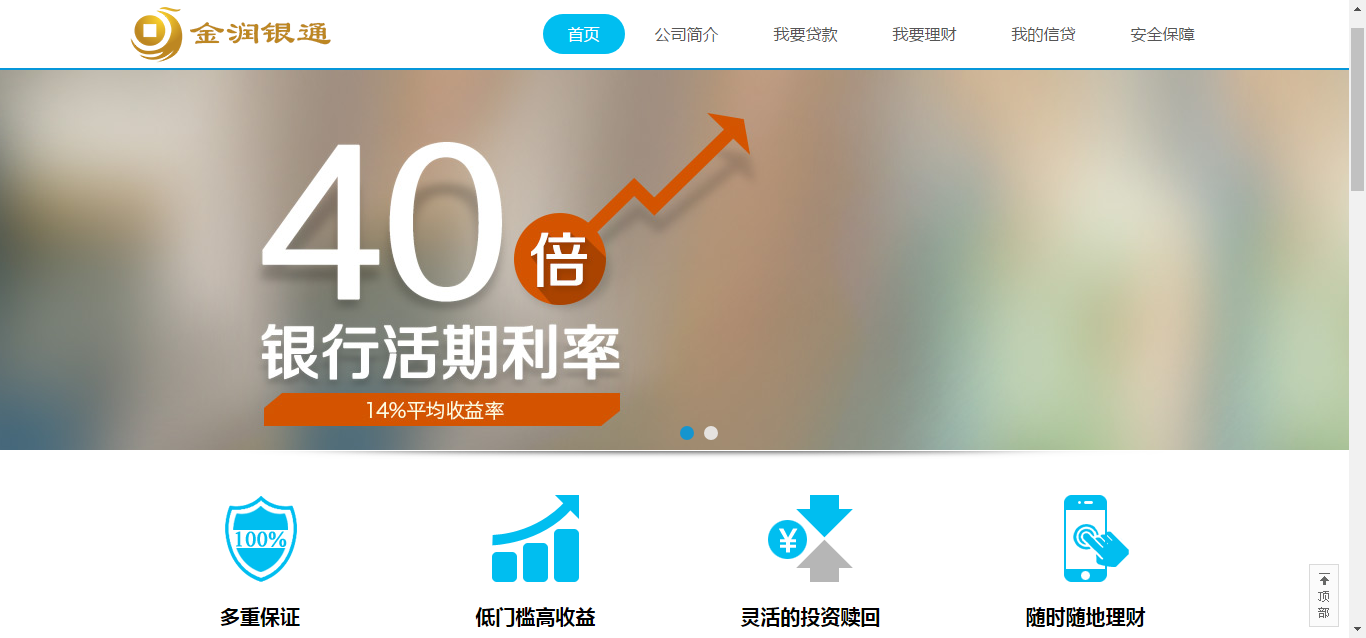 金润银通
首页 公司简介 我要贷款 我要理财 我的信贷 安全保障
40倍
银行活期利率
14%平均收益率
100%
¥
多重保证 低门槛高收益 灵活的投资赎回 随时随地理财
顶
部